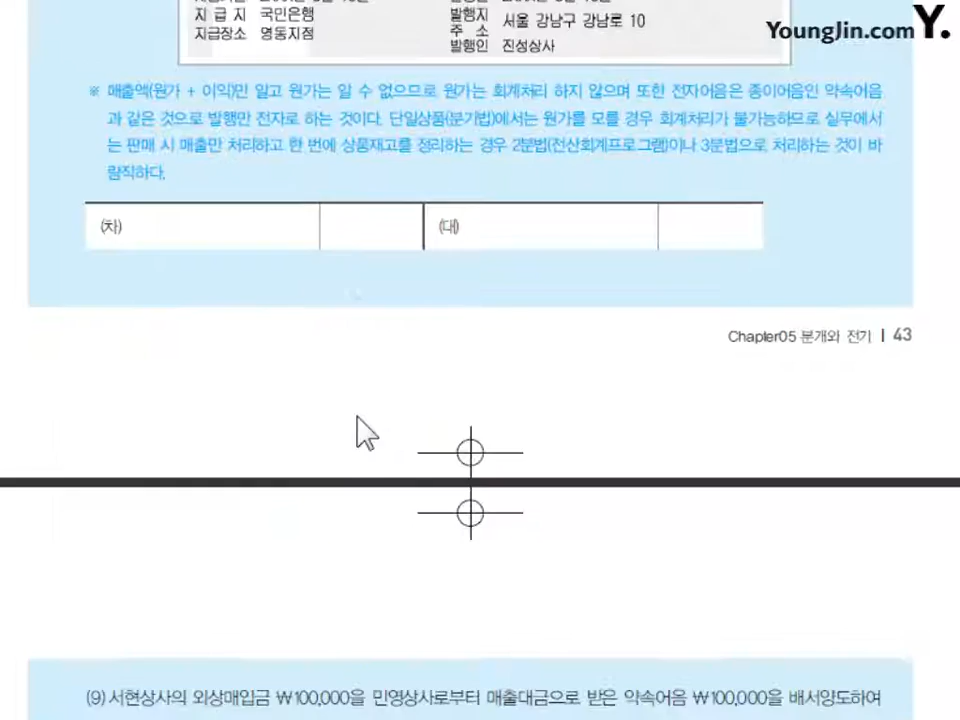 지 급 지 국민은행 발행지 서울 강남구 강남로 10
지급장소 영동지점 주 소
발행인 진성상사
YoungJin.com Y.
※ 매출액(원가 + 이익)만 알고 원가는 알 수 없으므로 원가는 회계처리 하지 않으며 또한 전자어음은 종이어음인 약속어음
과 같은 것으로 발행만 전자로 하는 것이다. 단일상품(분기법)에서는 원가를 모를 경우 회계처리가 불가능하므로 실무에서
는 판매 시 매출만 처리하고 한 번에 상품재고를 정리하는 경우 2분법(전산회계프로그램)이나 3분법으로 처리하는 것이 바
람직하다.
(차) (대)
Chapter05 분개와 전기 | 43
(9) 서현상사의 외상매입금 ₩100,000을 민영상사로부터 매출대금으로 받은 약속어음 ₩100,000을 배서양도하여